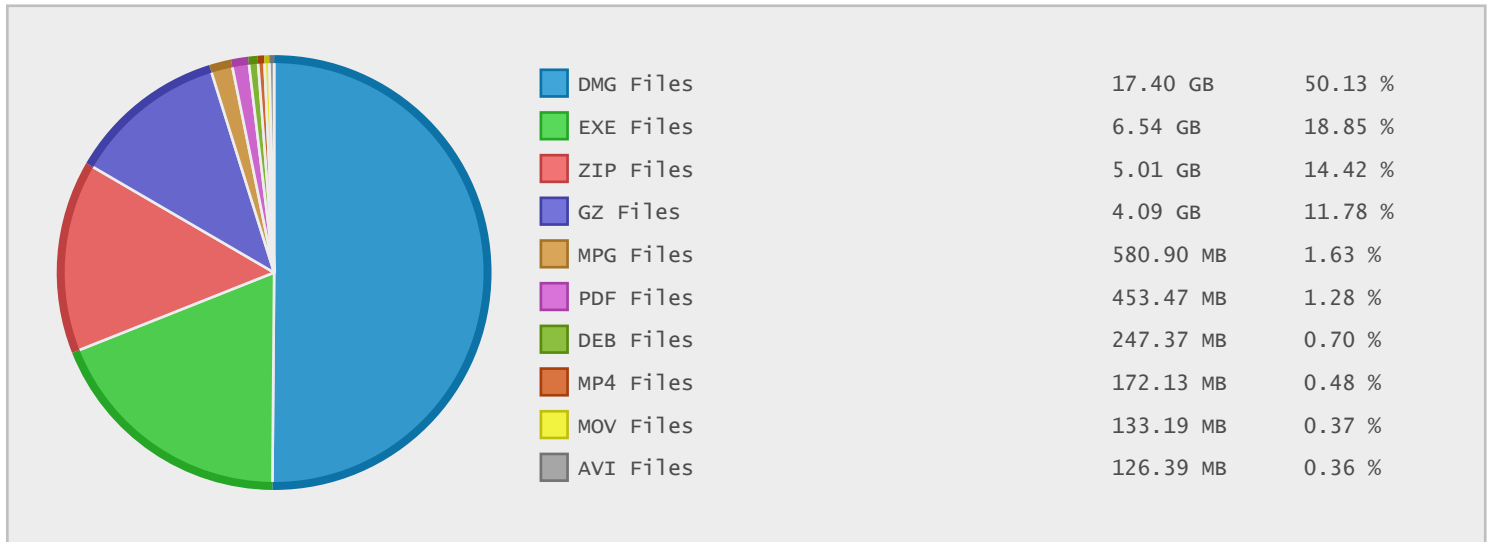 DMG Files 17.40 GB 50.13 %
EXE Files 6.54 GB 18.85 %
ZIP Files 5.01 GB 14.42 %
GZ Files 4.09 GB 11.78 %
MPG Files 580.90 MB 1.63 %
PDF Files 453.47 MB 1.28 %
DEB Files 247.37 MB 0.70 %
MP4 Files 172.13 MB 0.48 %
MOV Files 133.19 MB 0.37 %
AVI Files 126.39 MB 0.36 %